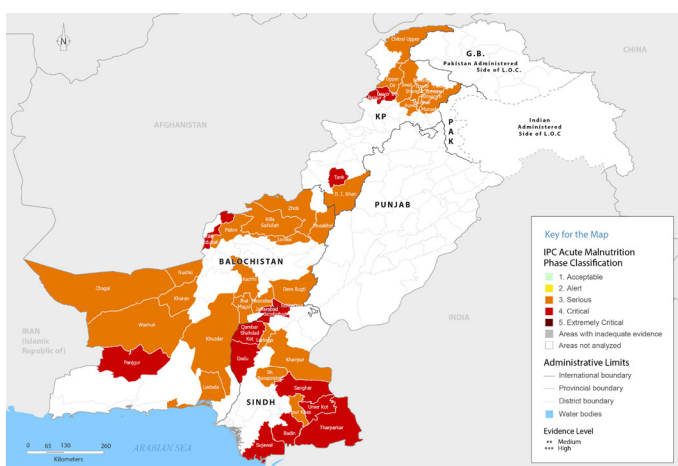 N
CHINA
G.B.
Pakistan Administered
Side of L.O.C.
Chitral Upper
Upper
Dir
AFGHANISTAN
KP
P
A
K
Indian
Administered
Side of L.O.C
Tank
D. I. Khan
PUNJAB
Zhob
Killa
Saifullah
Loralai
BALOCHISTAN
Nushki
Chagai
Kharan
Kachhi
Dera Bugti
Washuk
Khuzdar
Qambar
Shahdad
Kot
Dadu
Khairpur
IRAN
(Islamic
Republic of)
Panjgur
INDIA
Lasbela
Sanghar
SINDH
Umer Kot
Badin
Tharparkar
Sujawal
ARABIAN SEA
0 65 130 260
Kilometers
Key for the Map
IPC Acute Malnutrition
Phase Classification
1. Acceptable
2. Alert
3. Serious
4. Critical
5. Extremely Critical
Areas with inadequate evidence
Areas not analyzed
Administrative Limits
International boundary
Provincial boundary
District boundary
Water bodies
Evidence Level
** Medium
*** High